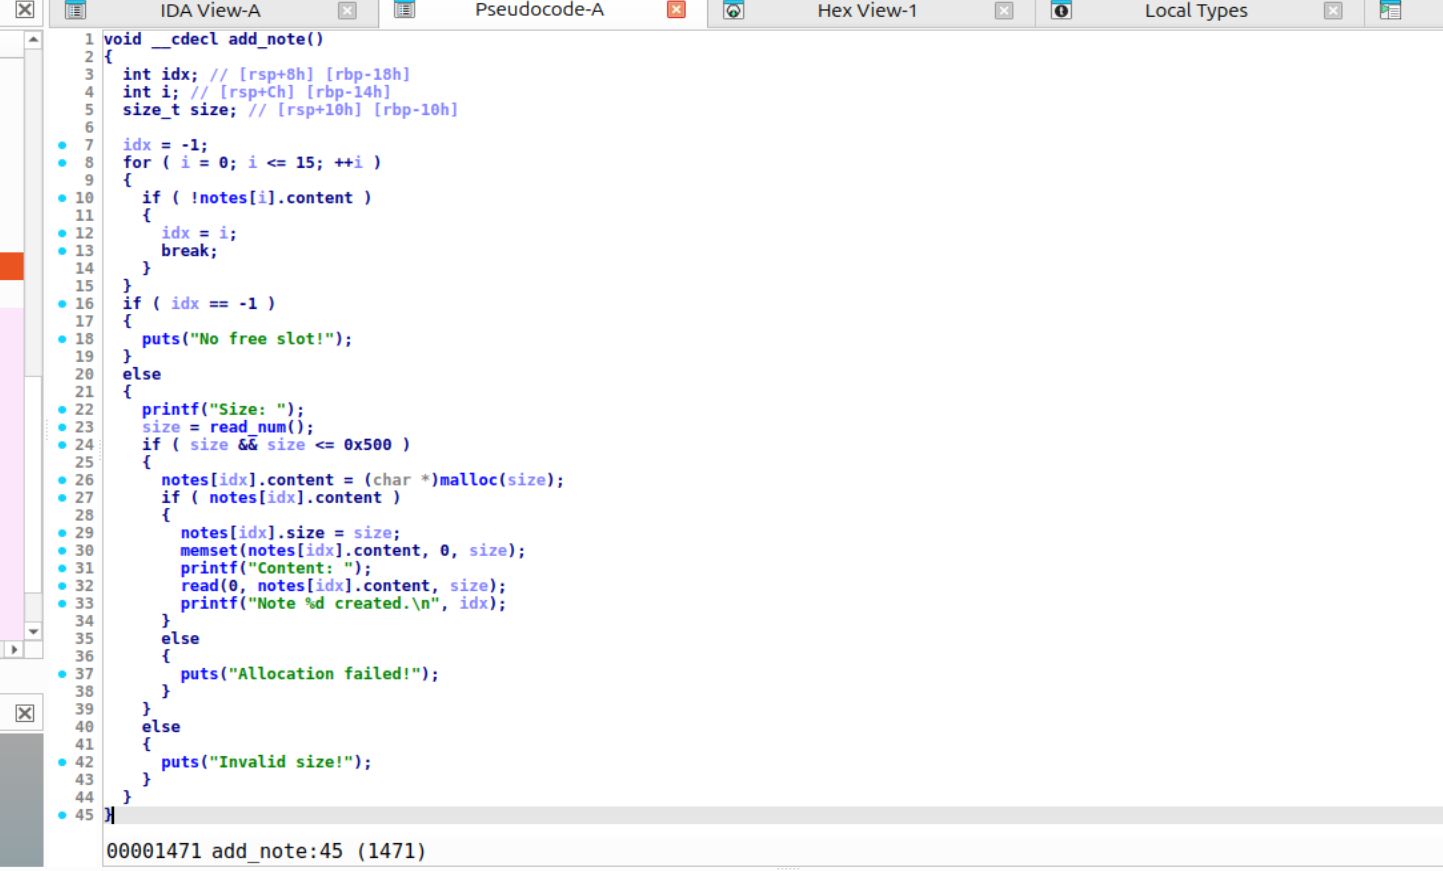 IDA View-A Pseudocode-A Hex View-1 Local Types
1 void __cdecl add_note()
2 {
3   int idx; // [rsp+8h] [rbp-18h]
4   int i; // [rsp+Ch] [rbp-14h]
5   size_t size; // [rsp+10h] [rbp-10h]
6
7   idx = -1;
8   for ( i = 0; i <= 15; ++i )
9   {
10     if ( !notes[i].content )
11     {
12       idx = i;
13       break;
14     }
15   }
16   if ( idx == -1 )
17   {
18     puts("No free slot!");
19   }
20   else
21   {
22     printf("Size: ");
23     size = read_num();
24     if ( size && size <= 0x500 )
25     {
26       notes[idx].content = (char *)malloc(size);
27       if ( notes[idx].content )
28       {
29         notes[idx].size = size;
30         memset(notes[idx].content, 0, size);
31         printf("Content: ");
32         read(0, notes[idx].content, size);
33         printf("Note %d created.\n", idx);
34       }
35       else
36       {
37         puts("Allocation failed!");
38       }
39     }
40     else
41     {
42       puts("Invalid size!");
43     }
44   }
45 }
00001471 add_note:45 (1471)